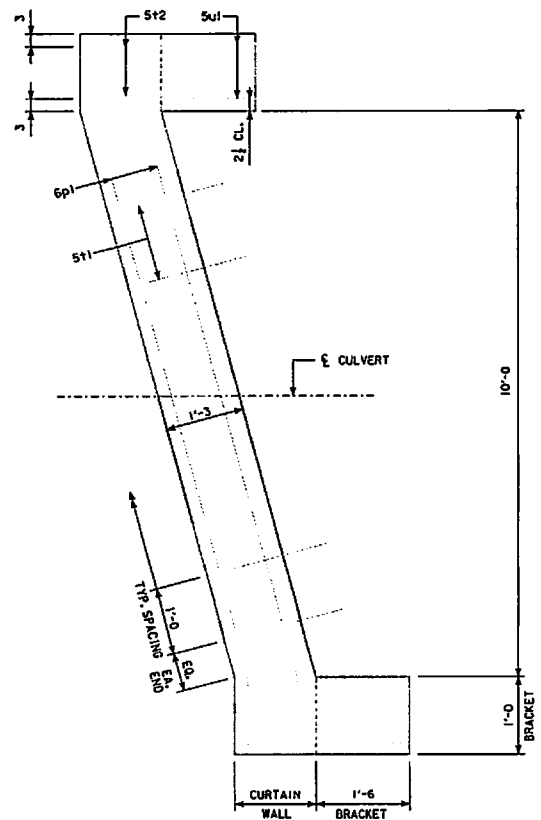 5t2
5u1
3
3
2½ CL.
6p1
5t1
℄ CULVERT
10'-0
1'-3
TYP. SPACING
1'-0
EQ.
EA.
END
1'-0
BRACKET
CURTAIN
WALL
1'-6
BRACKET